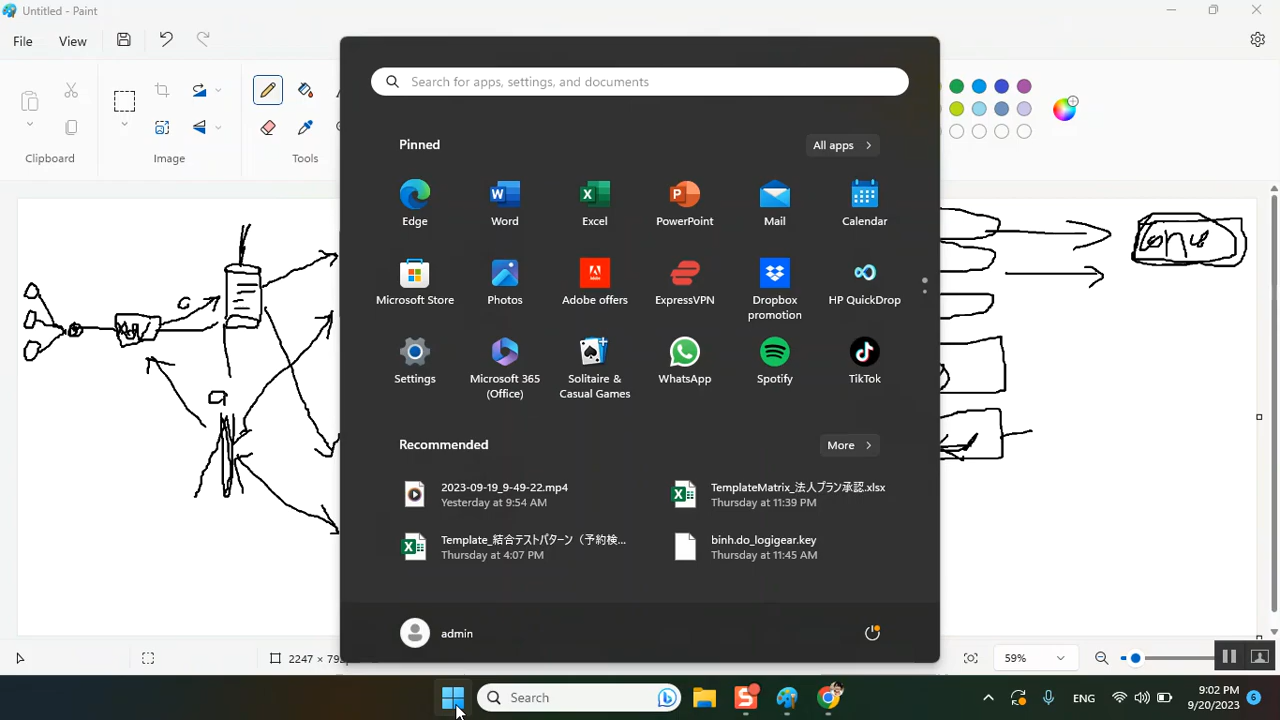 Untitled - Paint
File
View
Clipboard
Image
Tools
Search for apps, settings, and documents
Pinned
All apps
Edge
Word
Excel
PowerPoint
Mail
Calendar
Microsoft Store
Photos
Adobe offers
ExpressVPN
Dropbox promotion
HP QuickDrop
Settings
Microsoft 365 (Office)
Solitaire & Casual Games
WhatsApp
Spotify
TikTok
Recommended
More
2023-09-19_9-49-22.mp4
Yesterday at 9:54 AM
TemplateMatrix_法人プラン承認.xlsx
Thursday at 11:39 PM
Template_結合テストパターン（予約検...
Thursday at 4:07 PM
binh.do_logigear.key
Thursday at 11:45 AM
admin
59%
Search
ENG
9:02 PM
9/20/2023
6